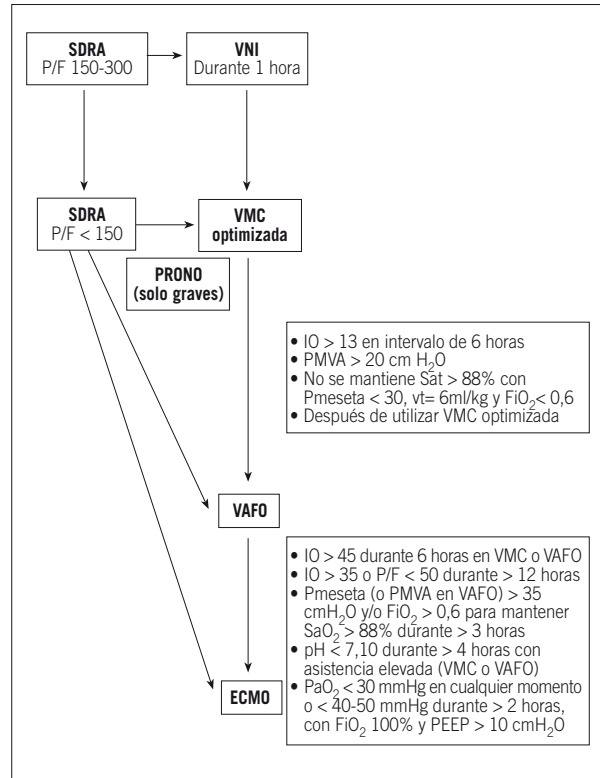 SDRA
P/F 150-300
VNI
Durante 1 hora
SDRA
P/F < 150
VMC
optimizada
PRONO
(solo graves)
• IO > 13 en intervalo de 6 horas
• PMVA > 20 cm H₂O
• No se mantiene Sat > 88% con
Pmeseta < 30, vt= 6ml/kg y FiO₂< 0,6
• Después de utilizar VMC optimizada
VAFO
• IO > 45 durante 6 horas en VMC o VAFO
• IO > 35 o P/F < 50 durante > 12 horas
• Pmeseta (o PMVA en VAFO) > 35
cmH₂O y/o FiO₂ > 0,6 para mantener
SaO₂ > 88% durante > 3 horas
• pH < 7,10 durante > 4 horas con
asistencia elevada (VMC o VAFO)
• PaO₂ < 30 mmHg en cualquier momento
o < 40-50 mmHg durante > 2 horas,
con FiO₂ 100% y PEEP > 10 cmH₂O
ECMO